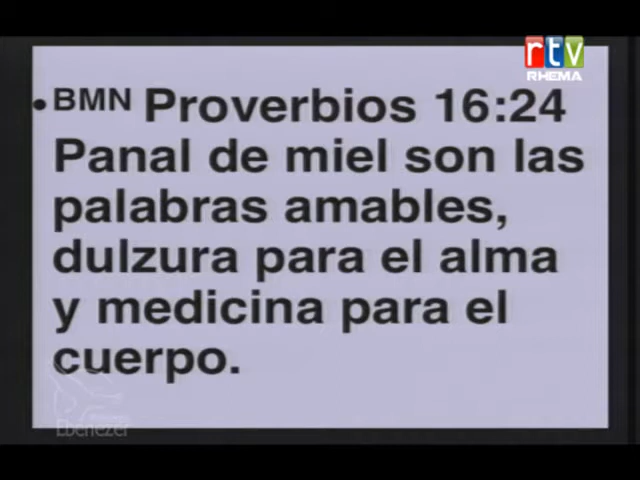 rtv
RHEMA
• BMN Proverbios 16:24
Panal de miel son las
palabras amables,
dulzura para el alma
y medicina para el
cuerpo.
Ebenezer